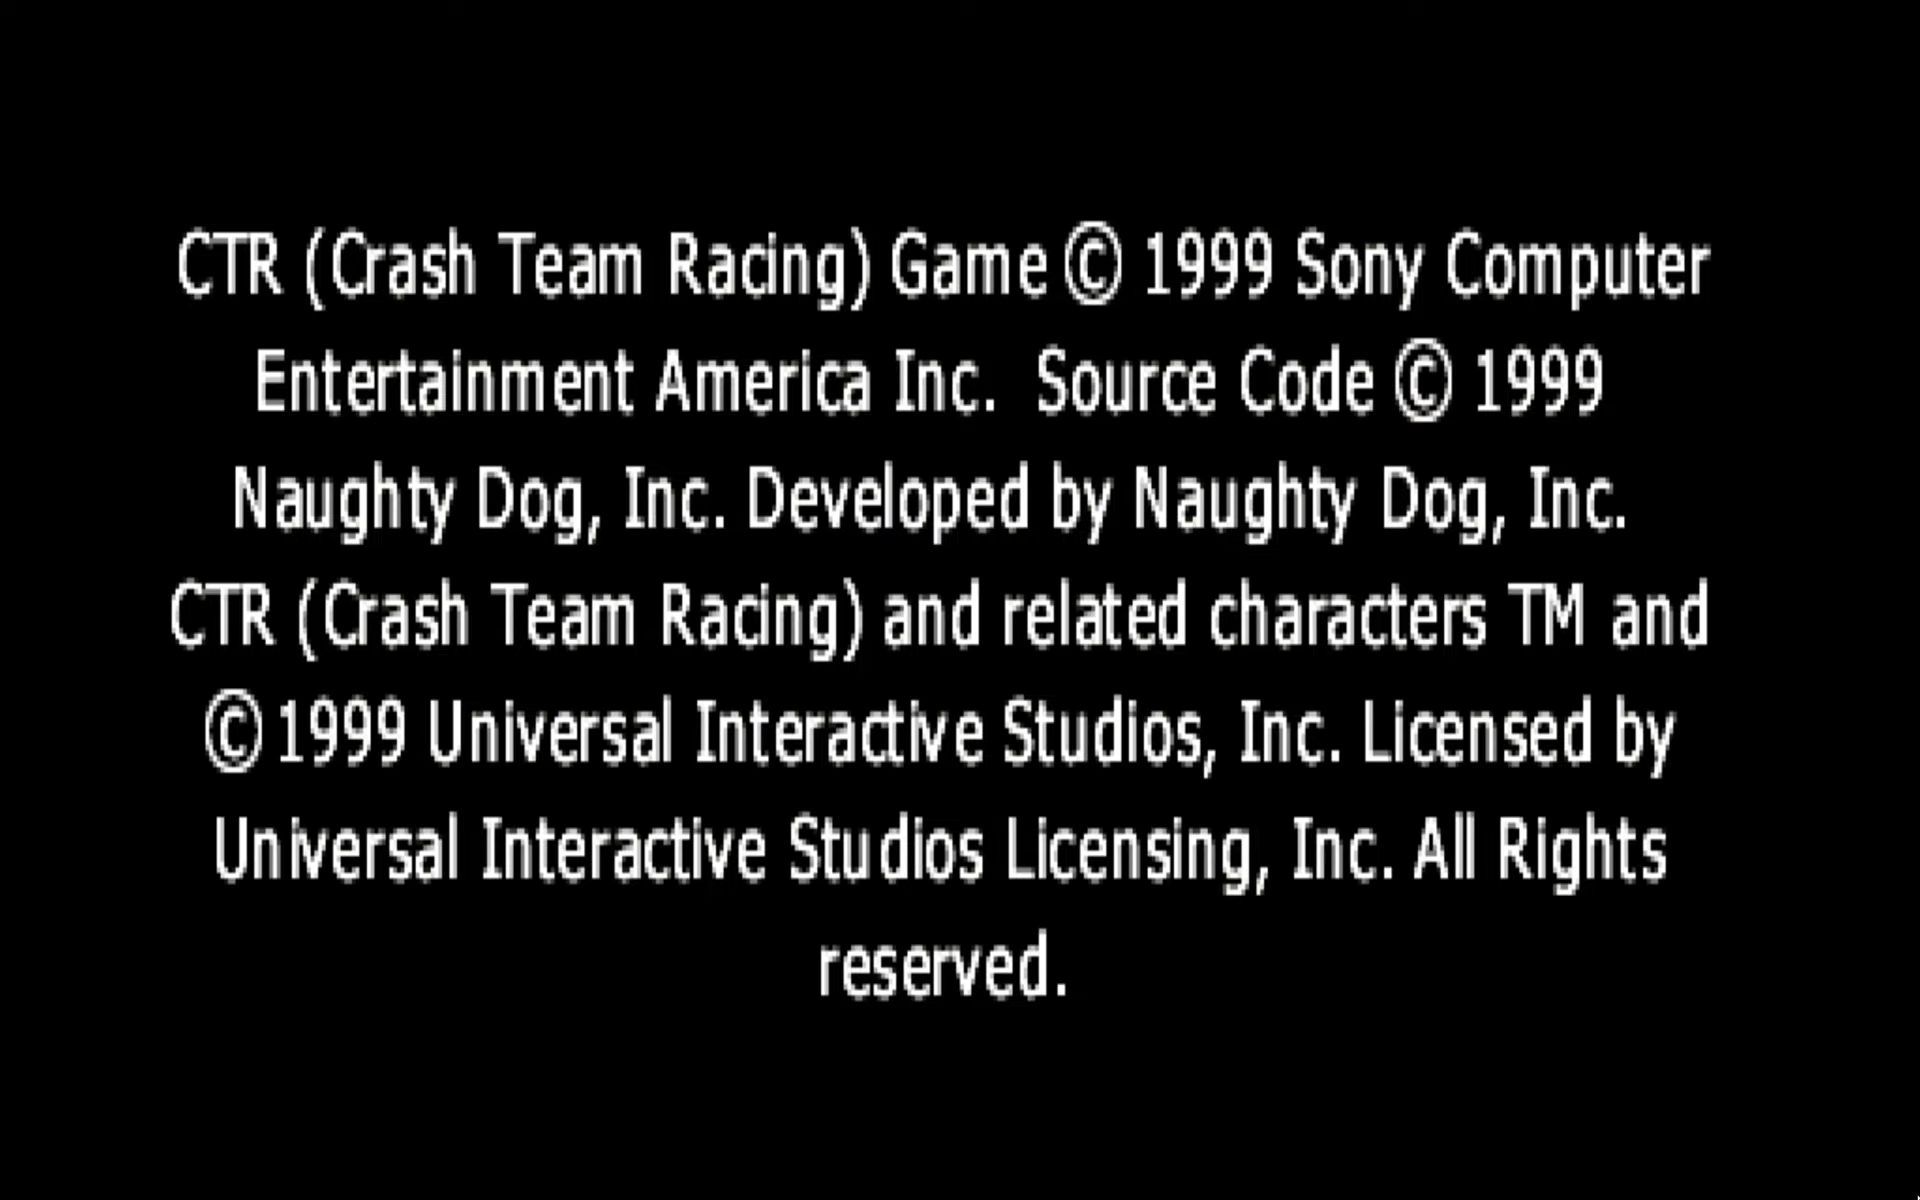 CTR (Crash Team Racing) Game © 1999 Sony Computer
Entertainment America Inc.  Source Code © 1999
Naughty Dog, Inc. Developed by Naughty Dog, Inc.
CTR (Crash Team Racing) and related characters TM and
©1999 Universal Interactive Studios, Inc. Licensed by
Universal Interactive Studios Licensing, Inc. All Rights
reserved.